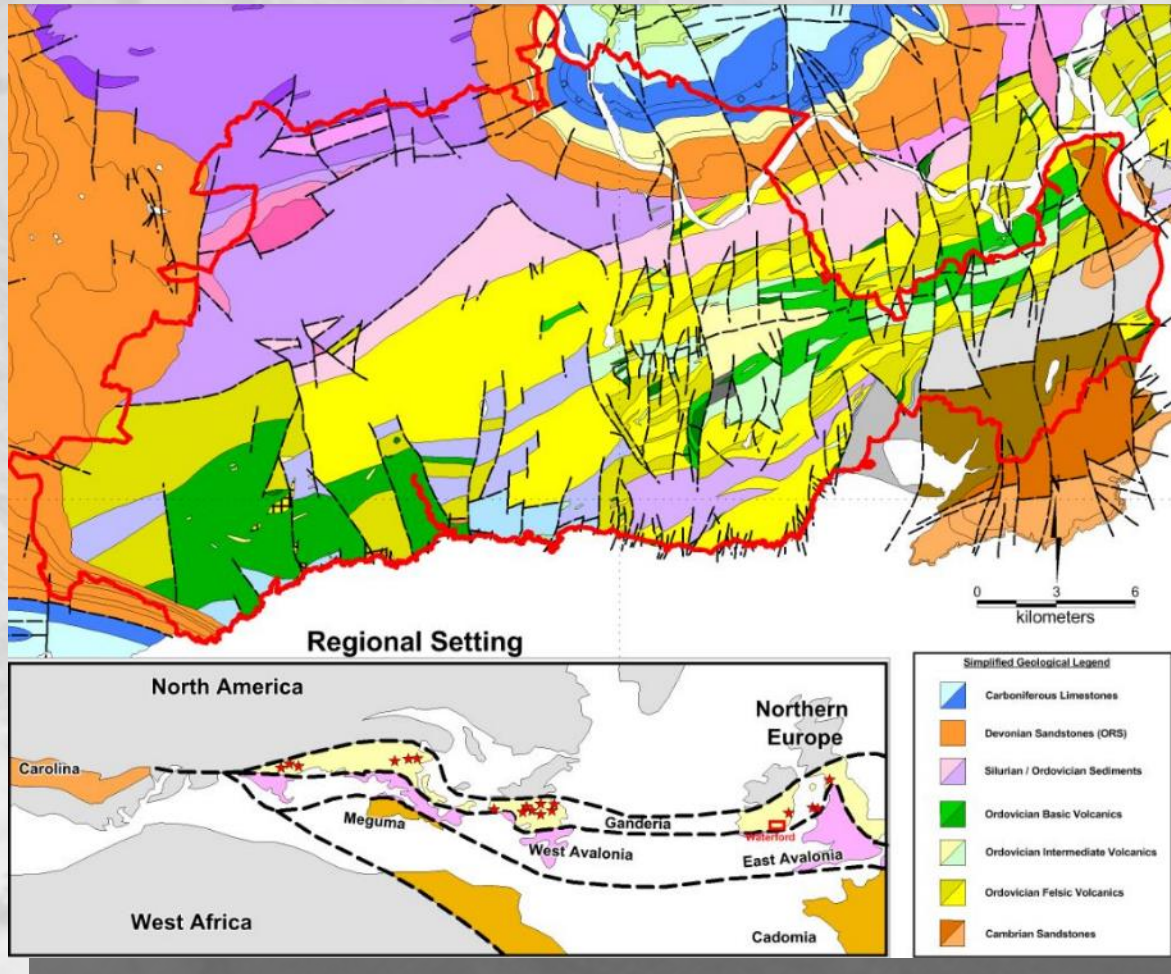 0 3 6
kilometers
Regional Setting
North America
Northern
Europe
Carolina
Meguma
Ganderia
Waterford
West Avalonia
East Avalonia
West Africa
Cadomia
Simplified Geological Legend
Carboniferous Limestones
Devonian Sandstones (ORS)
Silurian / Ordovician Sediments
Ordovician Basic Volcanics
Ordovician Intermediate Volcanics
Ordovician Felsic Volcanics
Cambrian Sandstones